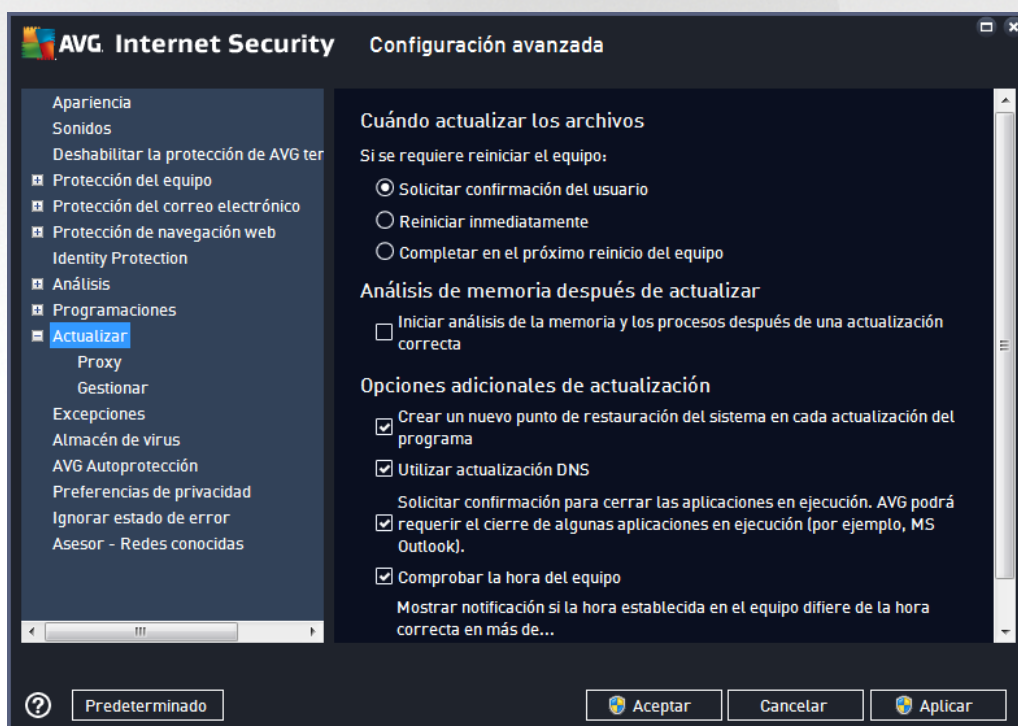 AVG. Internet Security
Configuración avanzada
Apariencia
Sonidos
Deshabilitar la protección de AVG ter
Protección del equipo
Protección del correo electrónico
Protección de navegación web
Identity Protection
Análisis
Programaciones
Actualizar
Proxy
Gestionar
Excepciones
Almacén de virus
AVG Autoprotección
Preferencias de privacidad
Ignorar estado de error
Asesor - Redes conocidas
Cuándo actualizar los archivos
Si se requiere reiniciar el equipo:
Solicitar confirmación del usuario
Reiniciar inmediatamente
Completar en el próximo reinicio del equipo
Análisis de memoria después de actualizar
Iniciar análisis de la memoria y los procesos después de una actualización
correcta
Opciones adicionales de actualización
Crear un nuevo punto de restauración del sistema en cada actualización del
programa
Utilizar actualización DNS
Solicitar confirmación para cerrar las aplicaciones en ejecución. AVG podrá
requerir el cierre de algunas aplicaciones en ejecución (por ejemplo, MS
Outlook).
Comprobar la hora del equipo
Mostrar notificación si la hora establecida en el equipo difiere de la hora
correcta en más de...
Predeterminado
Aceptar
Cancelar
Aplicar